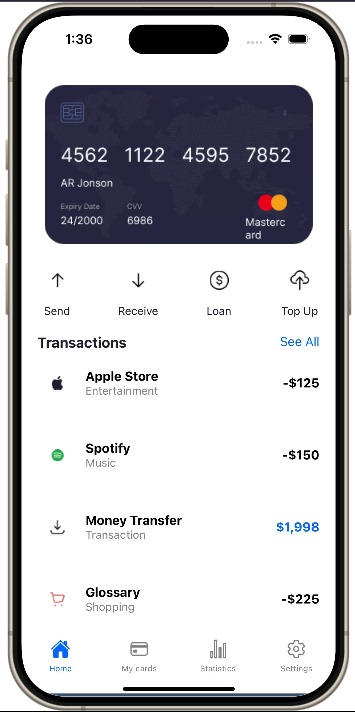 1:36
4562 1122 4595 7852
AR Jonson
Expiry Date CVV
24/2000 6986
Masterc
ard
Send Receive Loan Top Up
Transactions See All
Apple Store
Entertainment
-$125
Spotify
Music
-$150
Money Transfer
Transaction
$1,998
Glossary
Shopping
-$225
Home My cards Statistics Settings